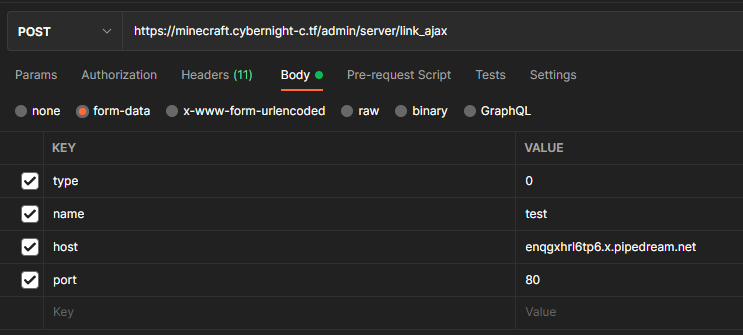 POST https://minecraft.cybernight-c.tf/admin/server/link_ajax
Params Authorization Headers (11) Body Pre-request Script Tests Settings
none form-data x-www-form-urlencoded raw binary GraphQL
KEY VALUE
type 0
name test
host enqgxhrl6tp6.x.pipedream.net
port 80
Key Value